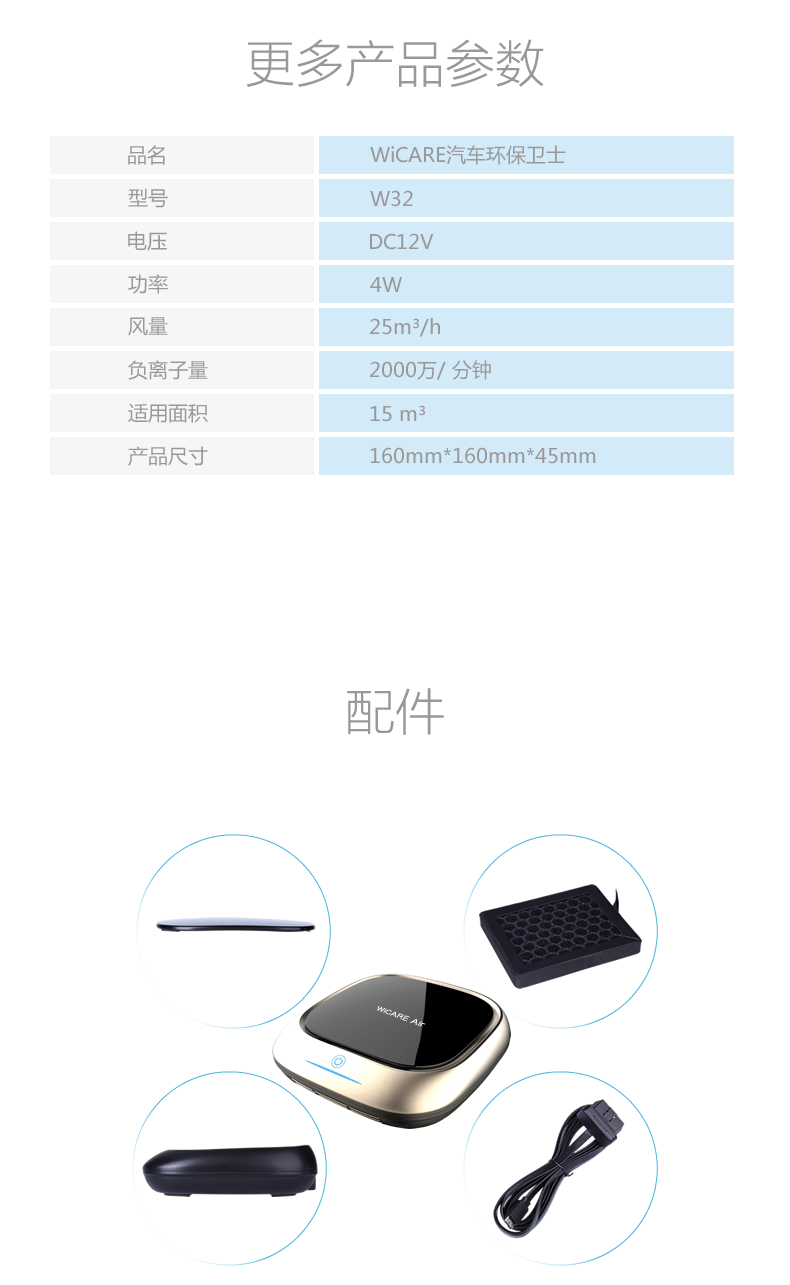 更多产品参数
品名 WiCARE汽车环保卫士
型号 W32
电压 DC12V
功率 4W
风量 25m³/h
负离子量 2000万/ 分钟
适用面积 15 m³
产品尺寸 160mm*160mm*45mm
配件
WiCARE Air